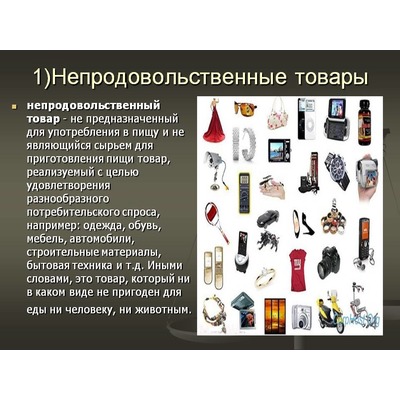 1)Непродовольственные товары
непродовольственный
товар - не предназначенный
для употребления в пищу и не
являющийся сырьем для
приготовления пищи товар,
реализуемый с целью
удовлетворения
разнообразного
потребительского спроса,
например: одежда, обувь,
мебель, автомобили,
строительные материалы,
бытовая техника и т.д. Иными
словами, это товар, который ни
в каком виде не пригоден для
еды ни человеку, ни животным.